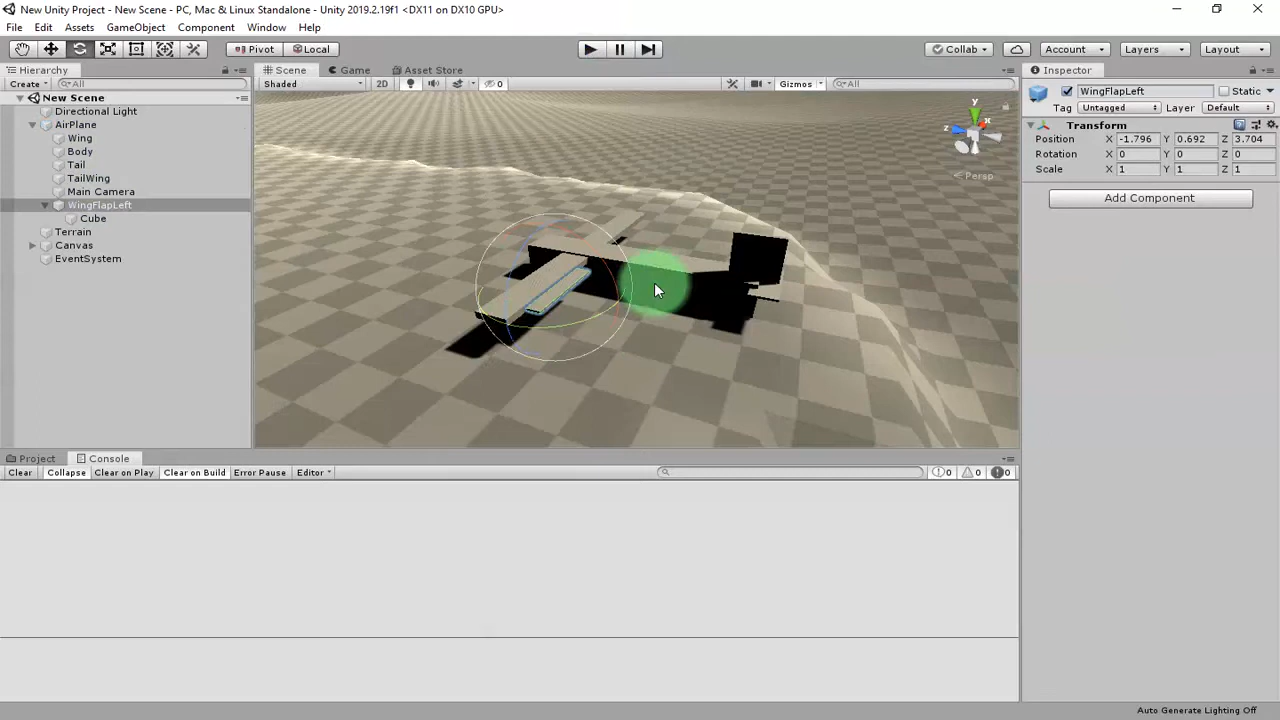 New Unity Project - New Scene - PC, Mac & Linux Standalone - Unity 2019.2.19f1 <DX11 on DX10 GPU>
File Edit Assets GameObject Component Window Help
Pivot Local Collab Account Layers Layout
Hierarchy Scene Game Asset Store Inspector
Create All Shaded 2D 0 Gizmos All
New Scene
Directional Light
AirPlane
Wing
Body
Tail
TailWing
Main Camera
WingFlapLeft
Cube
Terrain
Canvas
EventSystem
y
x
z
Persp
WingFlapLeft Static
Tag Untagged Layer Default
Transform
Position X -1.796 Y 0.692 Z 3.704
Rotation X 0 Y 0 Z 0
Scale X 1 Y 1 Z 1
Add Component
Project Console
Clear Collapse Clear on Play Clear on Build Error Pause Editor 0 0 0
Auto Generate Lighting Off